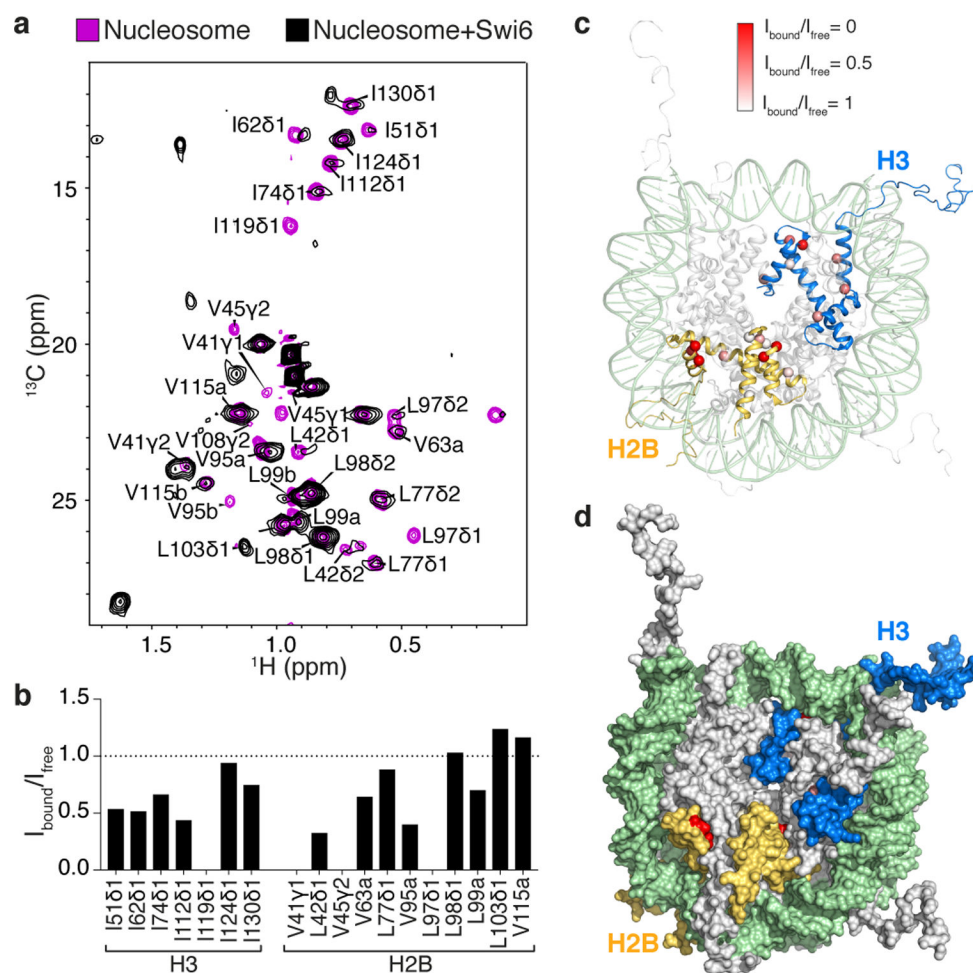 a
Nucleosome
Nucleosome+Swi6
I130δ1
I62δ1
I51δ1
I124δ1
I112δ1
I74δ1
I119δ1
V45γ2
V41γ1
V115a
V45γ1
L97δ2
V108γ2
L42δ1
V63a
V41γ2
V95a
L99b
L98δ2
V115b
L77δ2
V95b
L99a
L103δ1
L98δ1
L97δ1
L42δ2
L77δ1
15
20
25
13C (ppm)
1.5
1.0
0.5
1H (ppm)
b
1.5
1.0
0.5
0.0
Ibound/Ifree
I51δ1
I62δ1
I74δ1
I112δ1
I119δ1
I124δ1
I130δ1
V41γ1
L42δ1
V45γ2
V63a
L77δ1
V95a
L97δ1
L98δ1
L99a
L103δ1
V115a
H3
H2B
c
Ibound/Ifree= 0
Ibound/Ifree= 0.5
Ibound/Ifree= 1
H3
H2B
d
H3
H2B